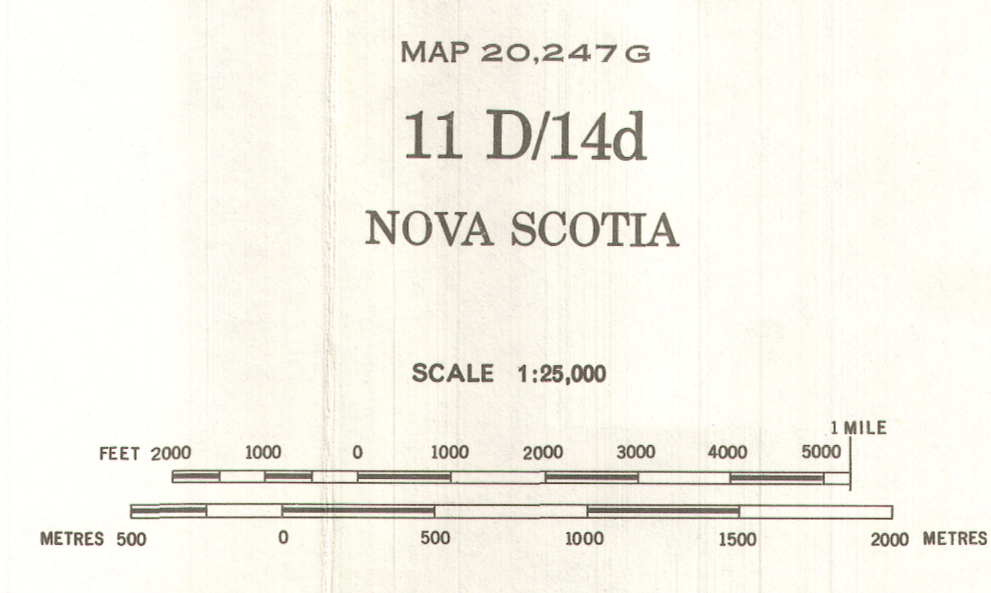 MAP 20,247G
11 D/14d
NOVA SCOTIA
SCALE 1:25,000
1 MILE
FEET 2000 1000 0 1000 2000 3000 4000 5000
METRES 500 0 500 1000 1500 2000 METRES